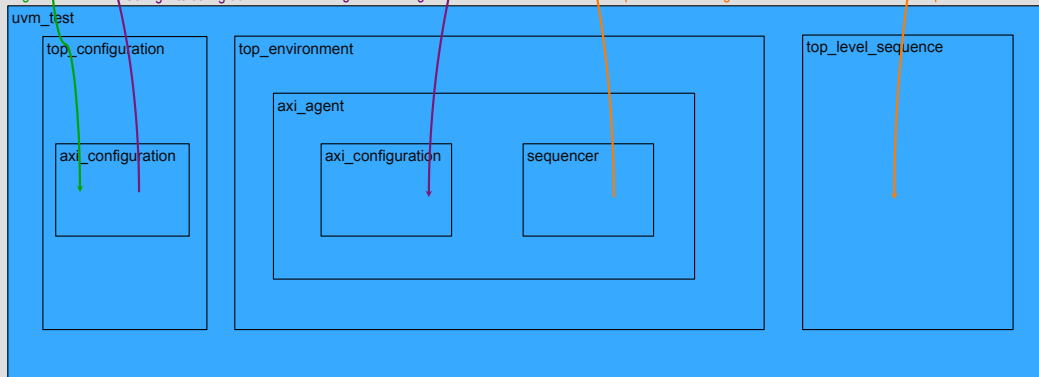 uvm_test
top_configuration
top_environment
top_level_sequence
axi_agent
axi_configuration
axi_configuration
sequencer